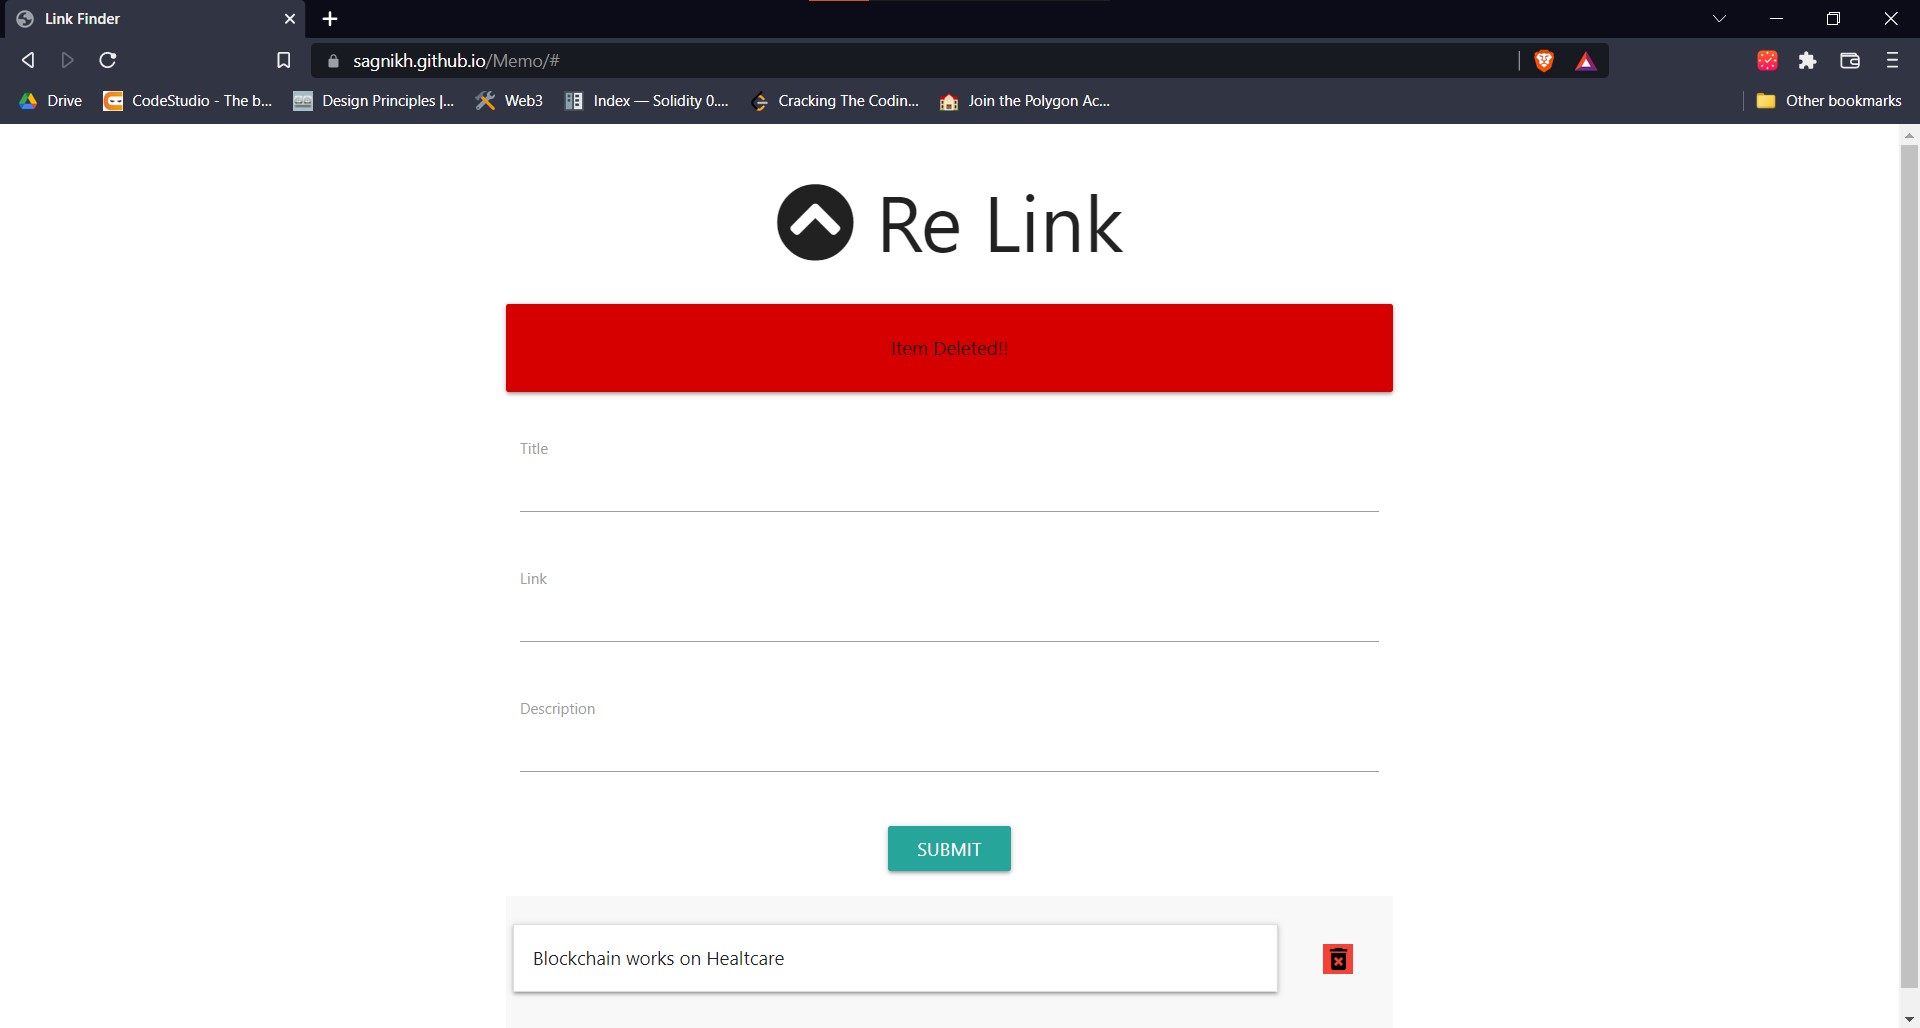 Link Finder
sagnikh.github.io/Memo/#
Drive CodeStudio - The b... Design Principles |... Web3 Index — Solidity 0.... Cracking The Codin... Join the Polygon Ac... Other bookmarks
Re Link
Item Deleted!!
Title
Link
Description
SUBMIT
Blockchain works on Healtcare